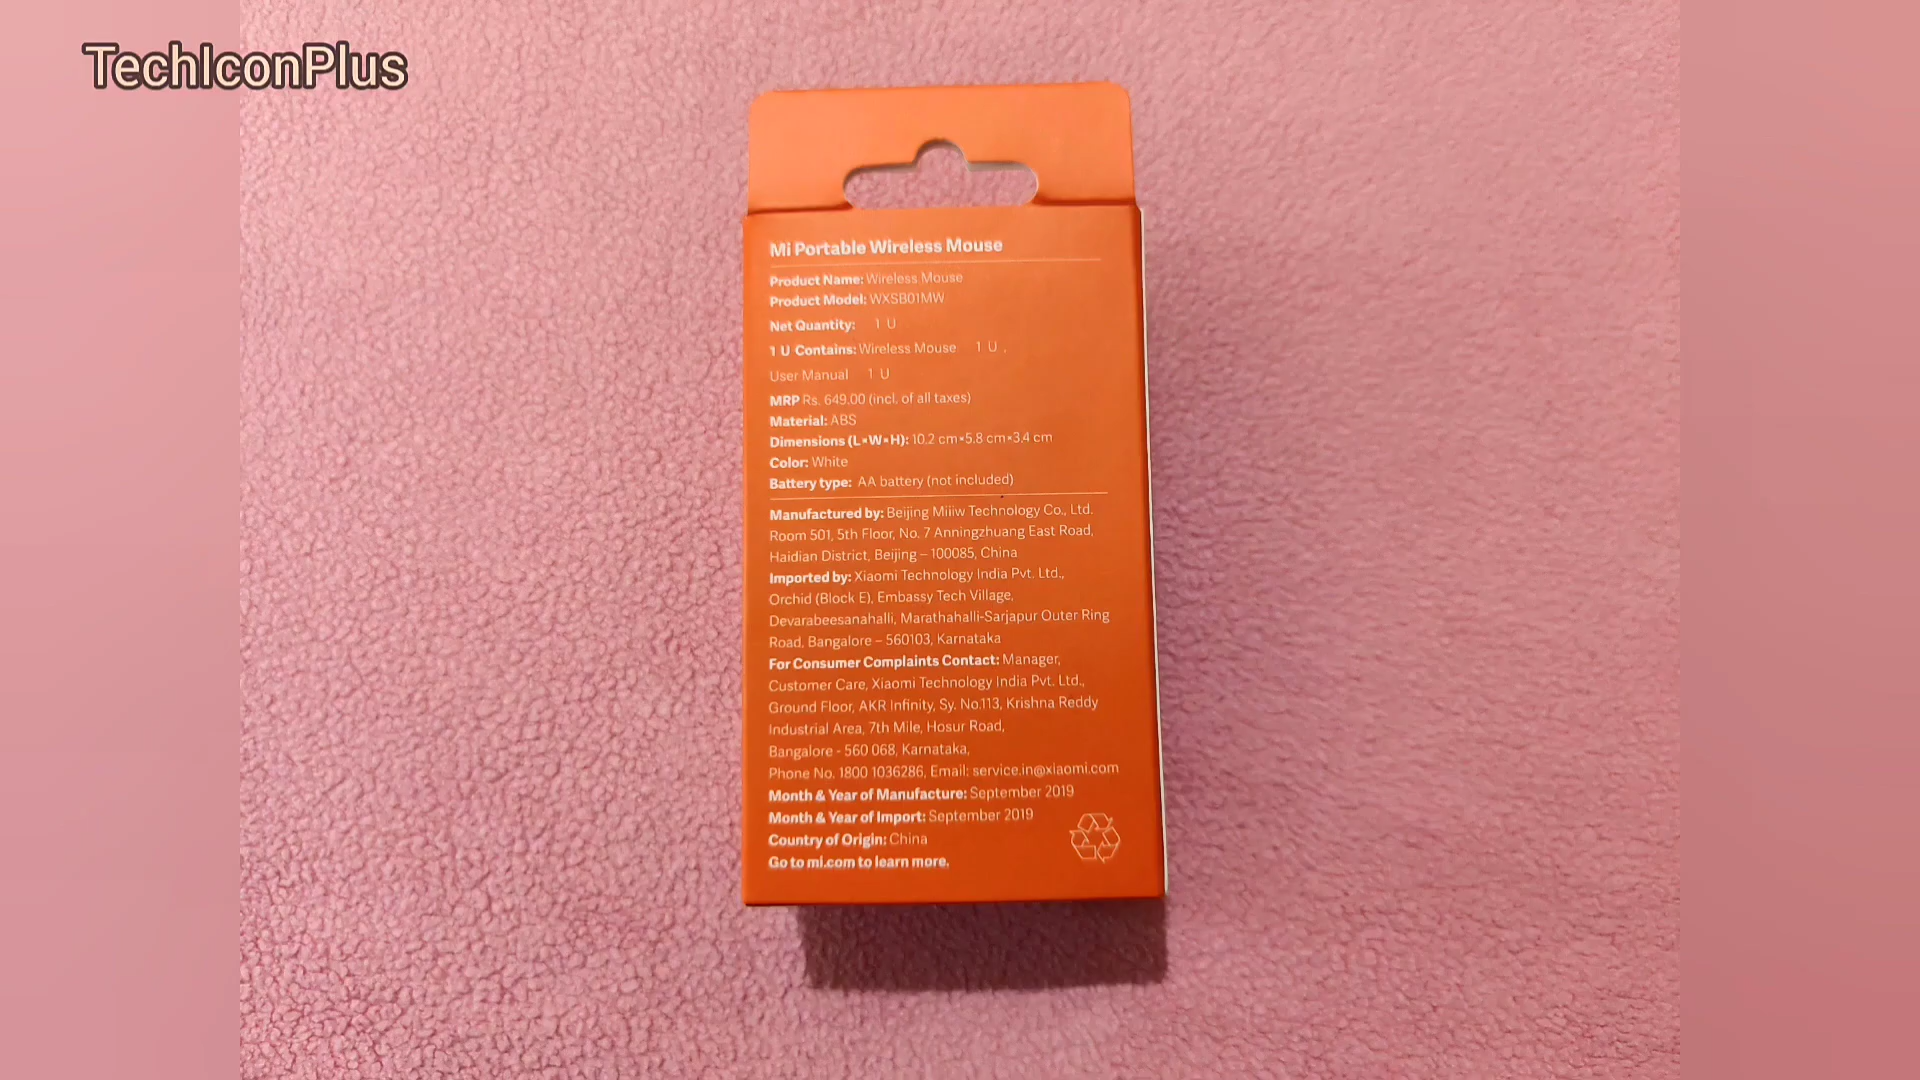 TechIconPlus
Mi Portable Wireless Mouse
Product Name: Wireless Mouse
Product Model: WXSB01MW
Net Quantity: 1 U
1 U Contains: Wireless Mouse 1 U ,
User Manual 1 U
MRP Rs. 649.00 (incl. of all taxes)
Material: ABS
Dimensions (L×W×H): 10.2 cm×5.8 cm×3.4 cm
Color: White
Battery type: AA battery (not included)
Manufactured by: Beijing Miiiw Technology Co., Ltd.
Room 501, 5th Floor, No. 7 Anningzhuang East Road,
Haidian District, Beijing – 100085, China
Imported by: Xiaomi Technology India Pvt. Ltd.,
Orchid (Block E), Embassy Tech Village,
Devarabeesanahalli, Marathahalli-Sarjapur Outer Ring
Road, Bangalore – 560103, Karnataka
For Consumer Complaints Contact: Manager,
Customer Care, Xiaomi Technology India Pvt. Ltd.,
Ground Floor, AKR Infinity, Sy. No.113, Krishna Reddy
Industrial Area, 7th Mile, Hosur Road,
Bangalore - 560 068, Karnataka,
Phone No. 1800 1036286, Email: service.in@xiaomi.com
Month & Year of Manufacture: September 2019
Month & Year of Import: September 2019
Country of Origin: China
Go to mi.com to learn more.